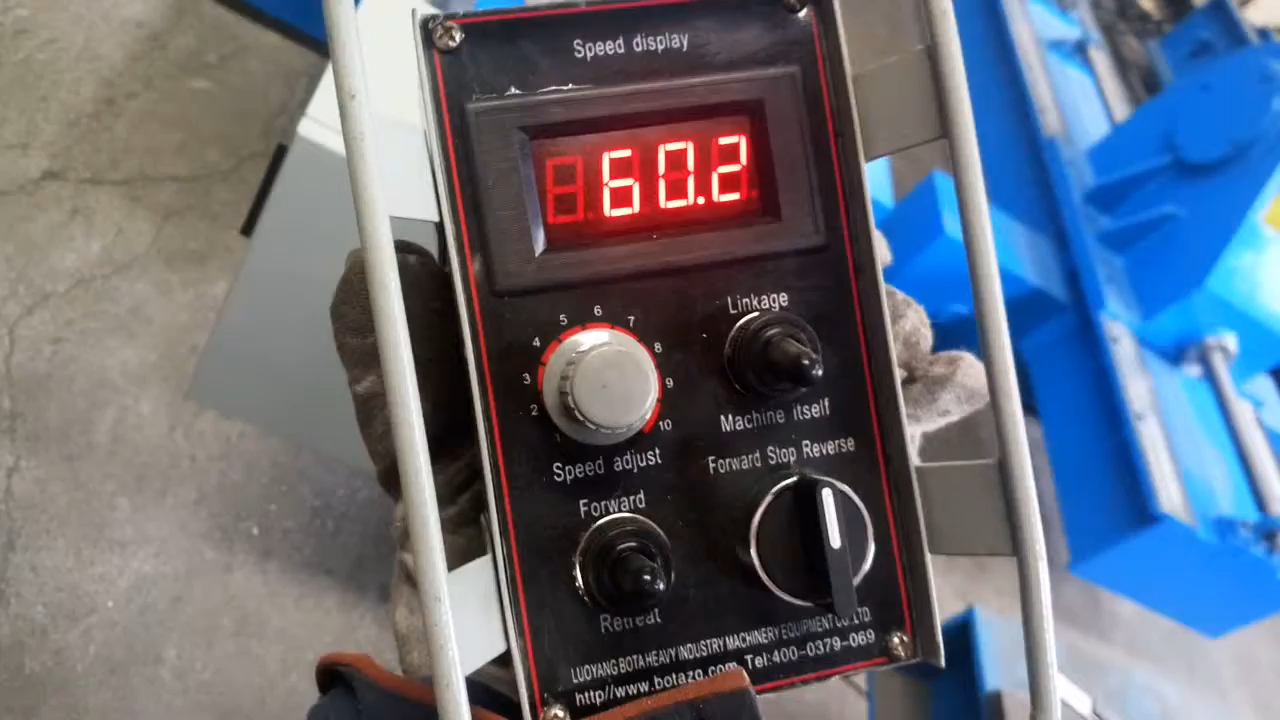 Speed display
60.2
Linkage
1 2 3 4 5 6 7 8 9 10
Machine itself
Speed adjust
Forward Stop Reverse
Forward
Retreat
LUOYANG BOTA HEAVY INDUSTRY MACHINERY EQUIPMENT CO.,LTD.
http//www.botazg.com Tel:400-0379-069